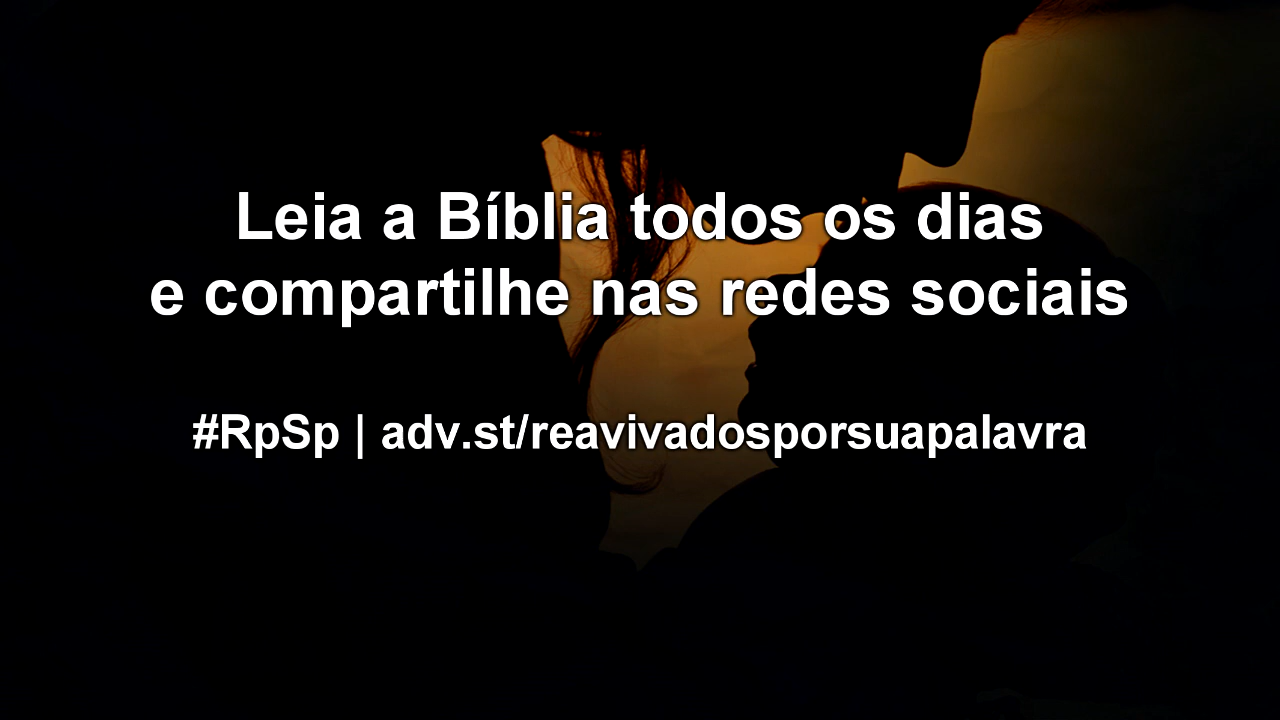 Leia a Bíblia todos os dias
e compartilhe nas redes sociais
#RpSp | adv.st/reavivadosporsuapalavra